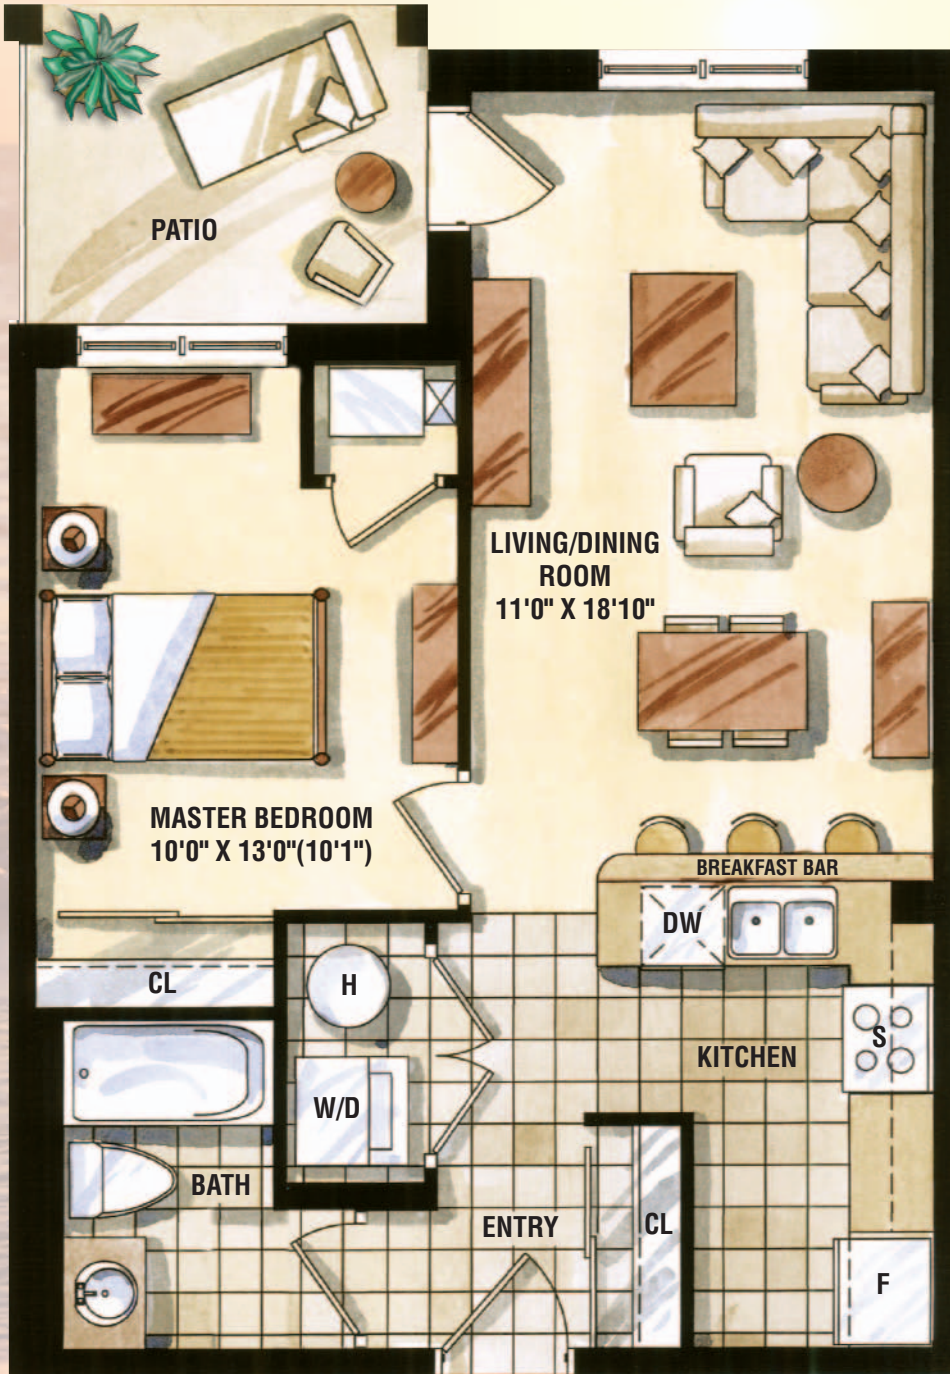 PATIO
LIVING/DINING
ROOM
11'0" X 18'10"
MASTER BEDROOM
10'0" X 13'0"(10'1")
BREAKFAST BAR
DW
CL
H
S
KITCHEN
W/D
BATH
ENTRY
CL
F